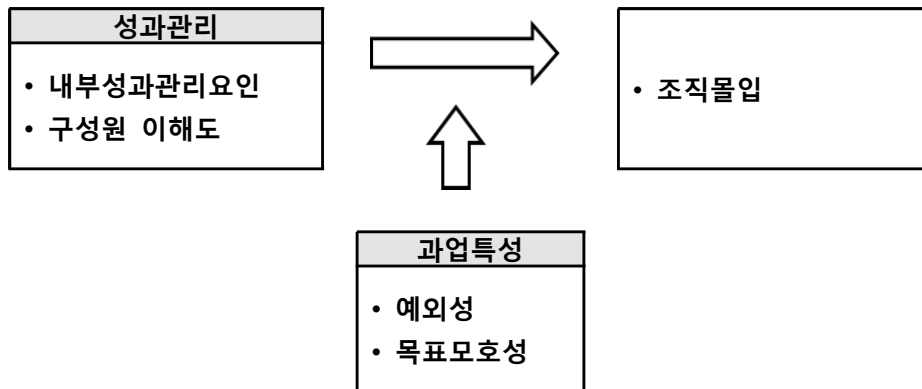 성과관리
• 내부성과관리요인
• 구성원 이해도
• 조직몰입
과업특성
• 예외성
• 목표모호성